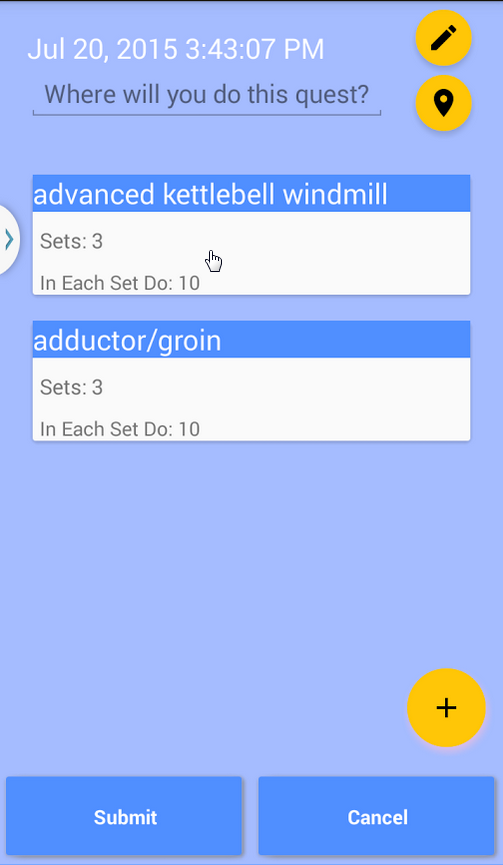 Jul 20, 2015 3:43:07 PM
Where will you do this quest?
advanced kettlebell windmill
Sets: 3
In Each Set Do: 10
adductor/groin
Sets: 3
In Each Set Do: 10
+
Submit
Cancel